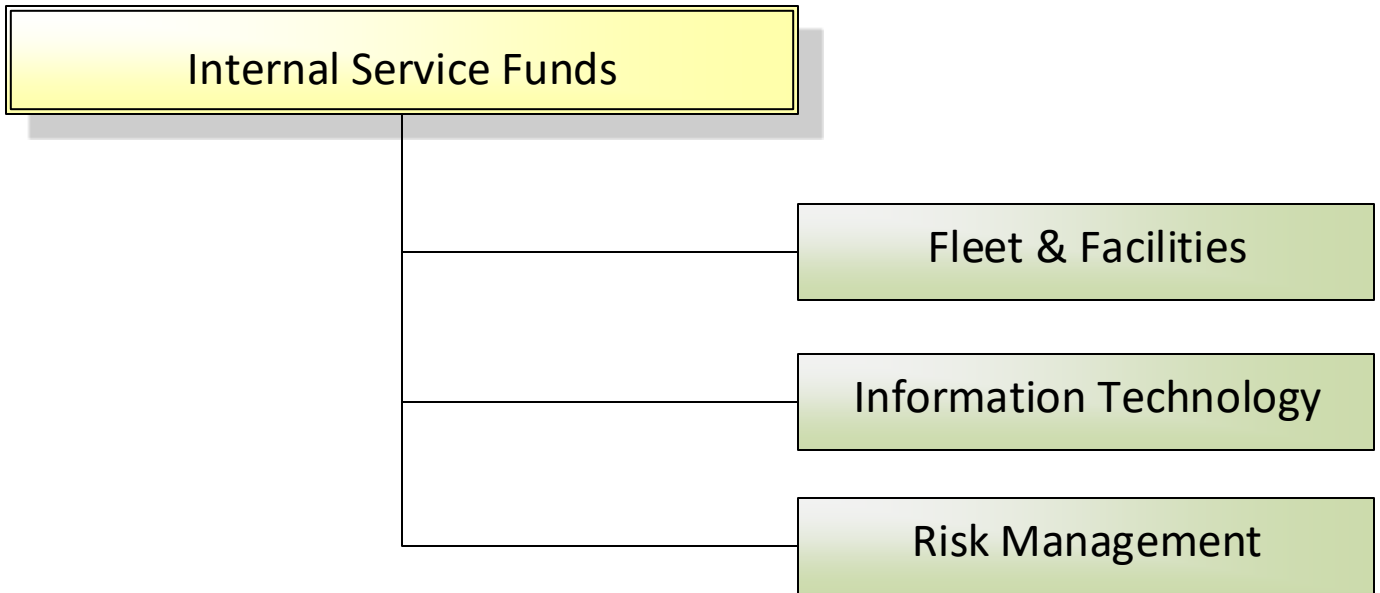 Internal Service Funds
Fleet & Facilities
Information Technology
Risk Management